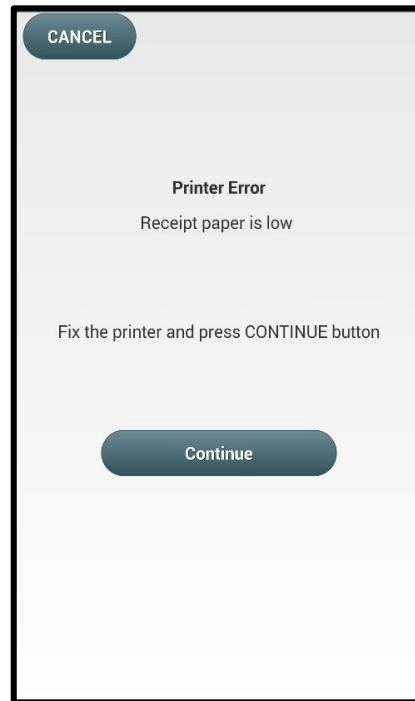 CANCEL
Printer Error
Receipt paper is low
Fix the printer and press CONTINUE button
Continue